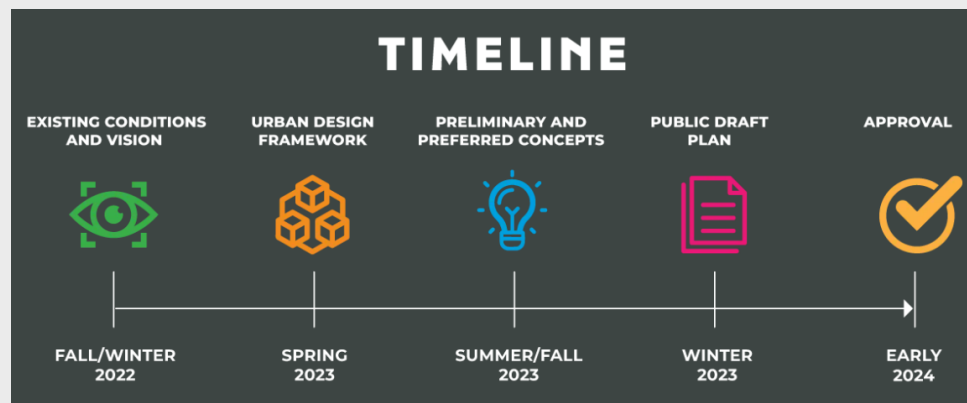 TIMELINE
EXISTING CONDITIONS
AND VISION
URBAN DESIGN
FRAMEWORK
PRELIMINARY AND
PREFERRED CONCEPTS
PUBLIC DRAFT
PLAN
APPROVAL
FALL/WINTER
2022
SPRING
2023
SUMMER/FALL
2023
WINTER
2023
EARLY
2024